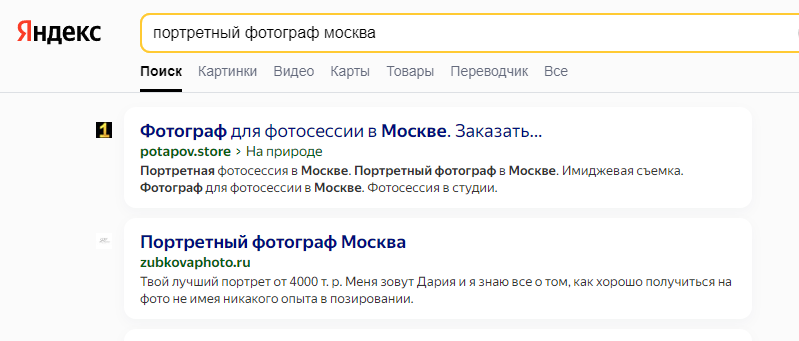 Яндекс
портретный фотограф москва
Поиск Картинки Видео Карты Товары Переводчик Все
1
Фотограф для фотосессии в Москве. Заказать...
potapov.store › На природе
Портретная фотосессия в Москве. Портретный фотограф в Москве. Имиджевая съемка.
Фотограф для фотосессии в Москве. Фотосессия в студии.
Портретный фотограф Москва
zubkovaphoto.ru
Твой лучший портрет от 4000 т. р. Меня зовут Дария и я знаю все о том, как хорошо получиться на
фото не имея никакого опыта в позировании.